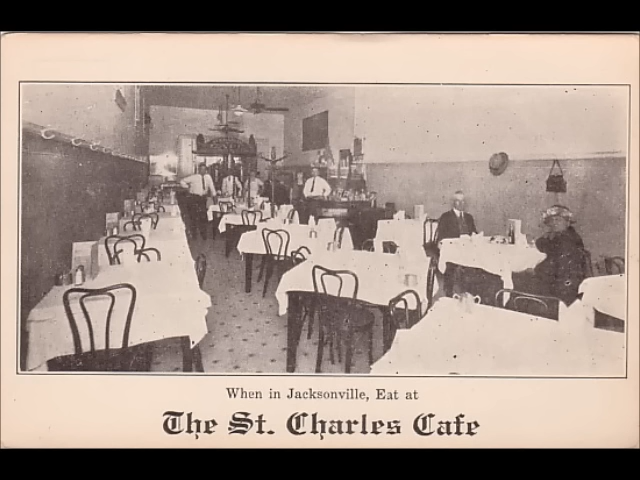 When in Jacksonville, Eat at
The St. Charles Cafe